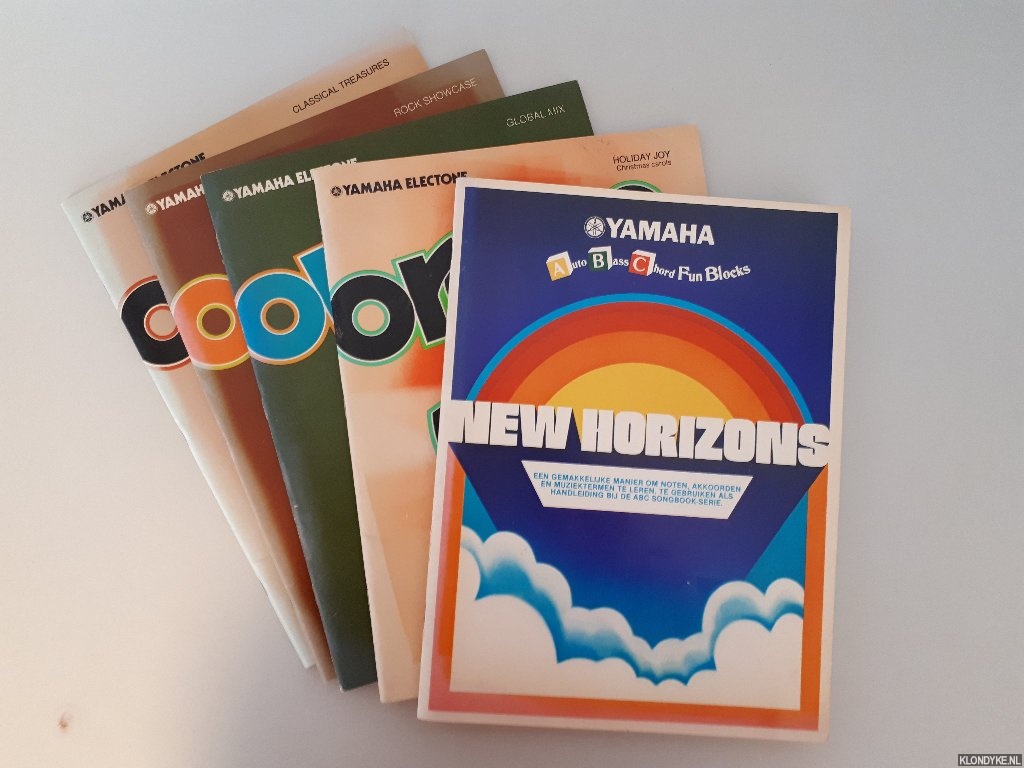 CLASSICAL TREASURES
ROCK SHOWCASE
GLOBAL MIX
HOLIDAY JOY
Christmas carols
YAMAHA ELECTONE
YAMAHA
Auto Bass Chord Fun Blocks
NEW HORIZONS
EEN GEMAKKELIJKE MANIER OM NOTEN, AKKOORDEN
EN MUZIEKTERMEN TE LEREN, TE GEBRUIKEN ALS
HANDLEIDING BIJ DE ABC SONGBOOK-SERIE.
KLONDYKE.NL